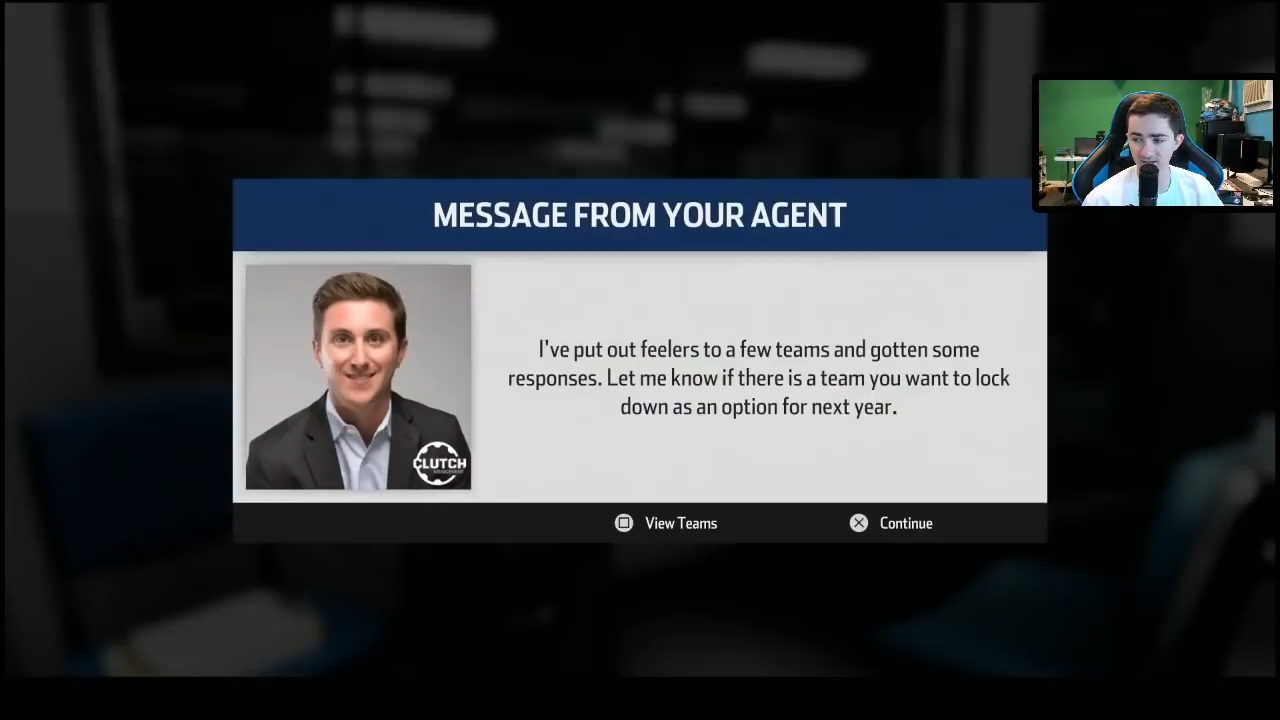 MESSAGE FROM YOUR AGENT
I've put out feelers to a few teams and gotten some
responses. Let me know if there is a team you want to lock
down as an option for next year.
CLUTCH
MANAGEMENT
View Teams
Continue